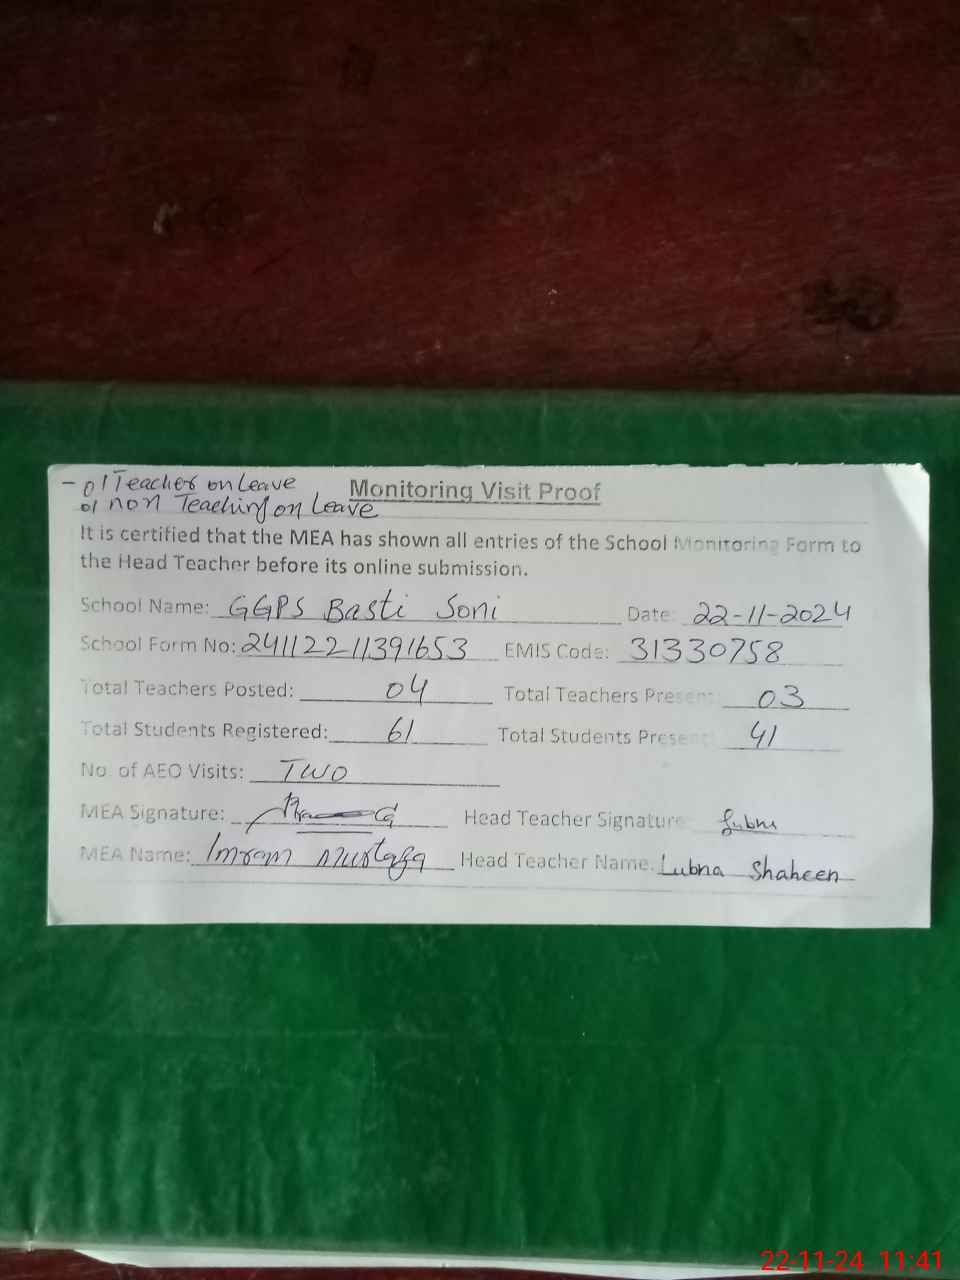 - 01 Teacher on Leave
01 non Teaching on Leave
Monitoring Visit Proof
It is certified that the MEA has shown all entries of the School Monitoring Form to
the Head Teacher before its online submission.
School Name: GGPS Basti Soni Date: 22-11-2024
School Form No: 24112211391653 EMIS Code: 31330758
Total Teachers Posted: 04 Total Teachers Present: 03
Total Students Registered: 61 Total Students Present: 41
No. of AEO Visits: TWO
MEA Signature: Head Teacher Signature: Lubna
MEA Name: Imran Mustafa Head Teacher Name: Lubna Shaheen
22-11-24 11:41